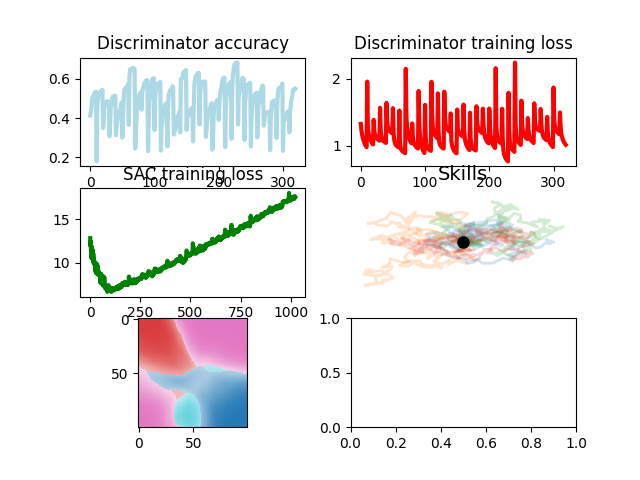 Discriminator accuracy
Discriminator training loss
0.6
0.4
0.2
0 100 200 300
2
1
0 100 200 300
SAC training loss
15
10
0 250 500 750 1000
Skills
0
50
0 50
1.0
0.5
0.0
0.0 0.2 0.4 0.6 0.8 1.0